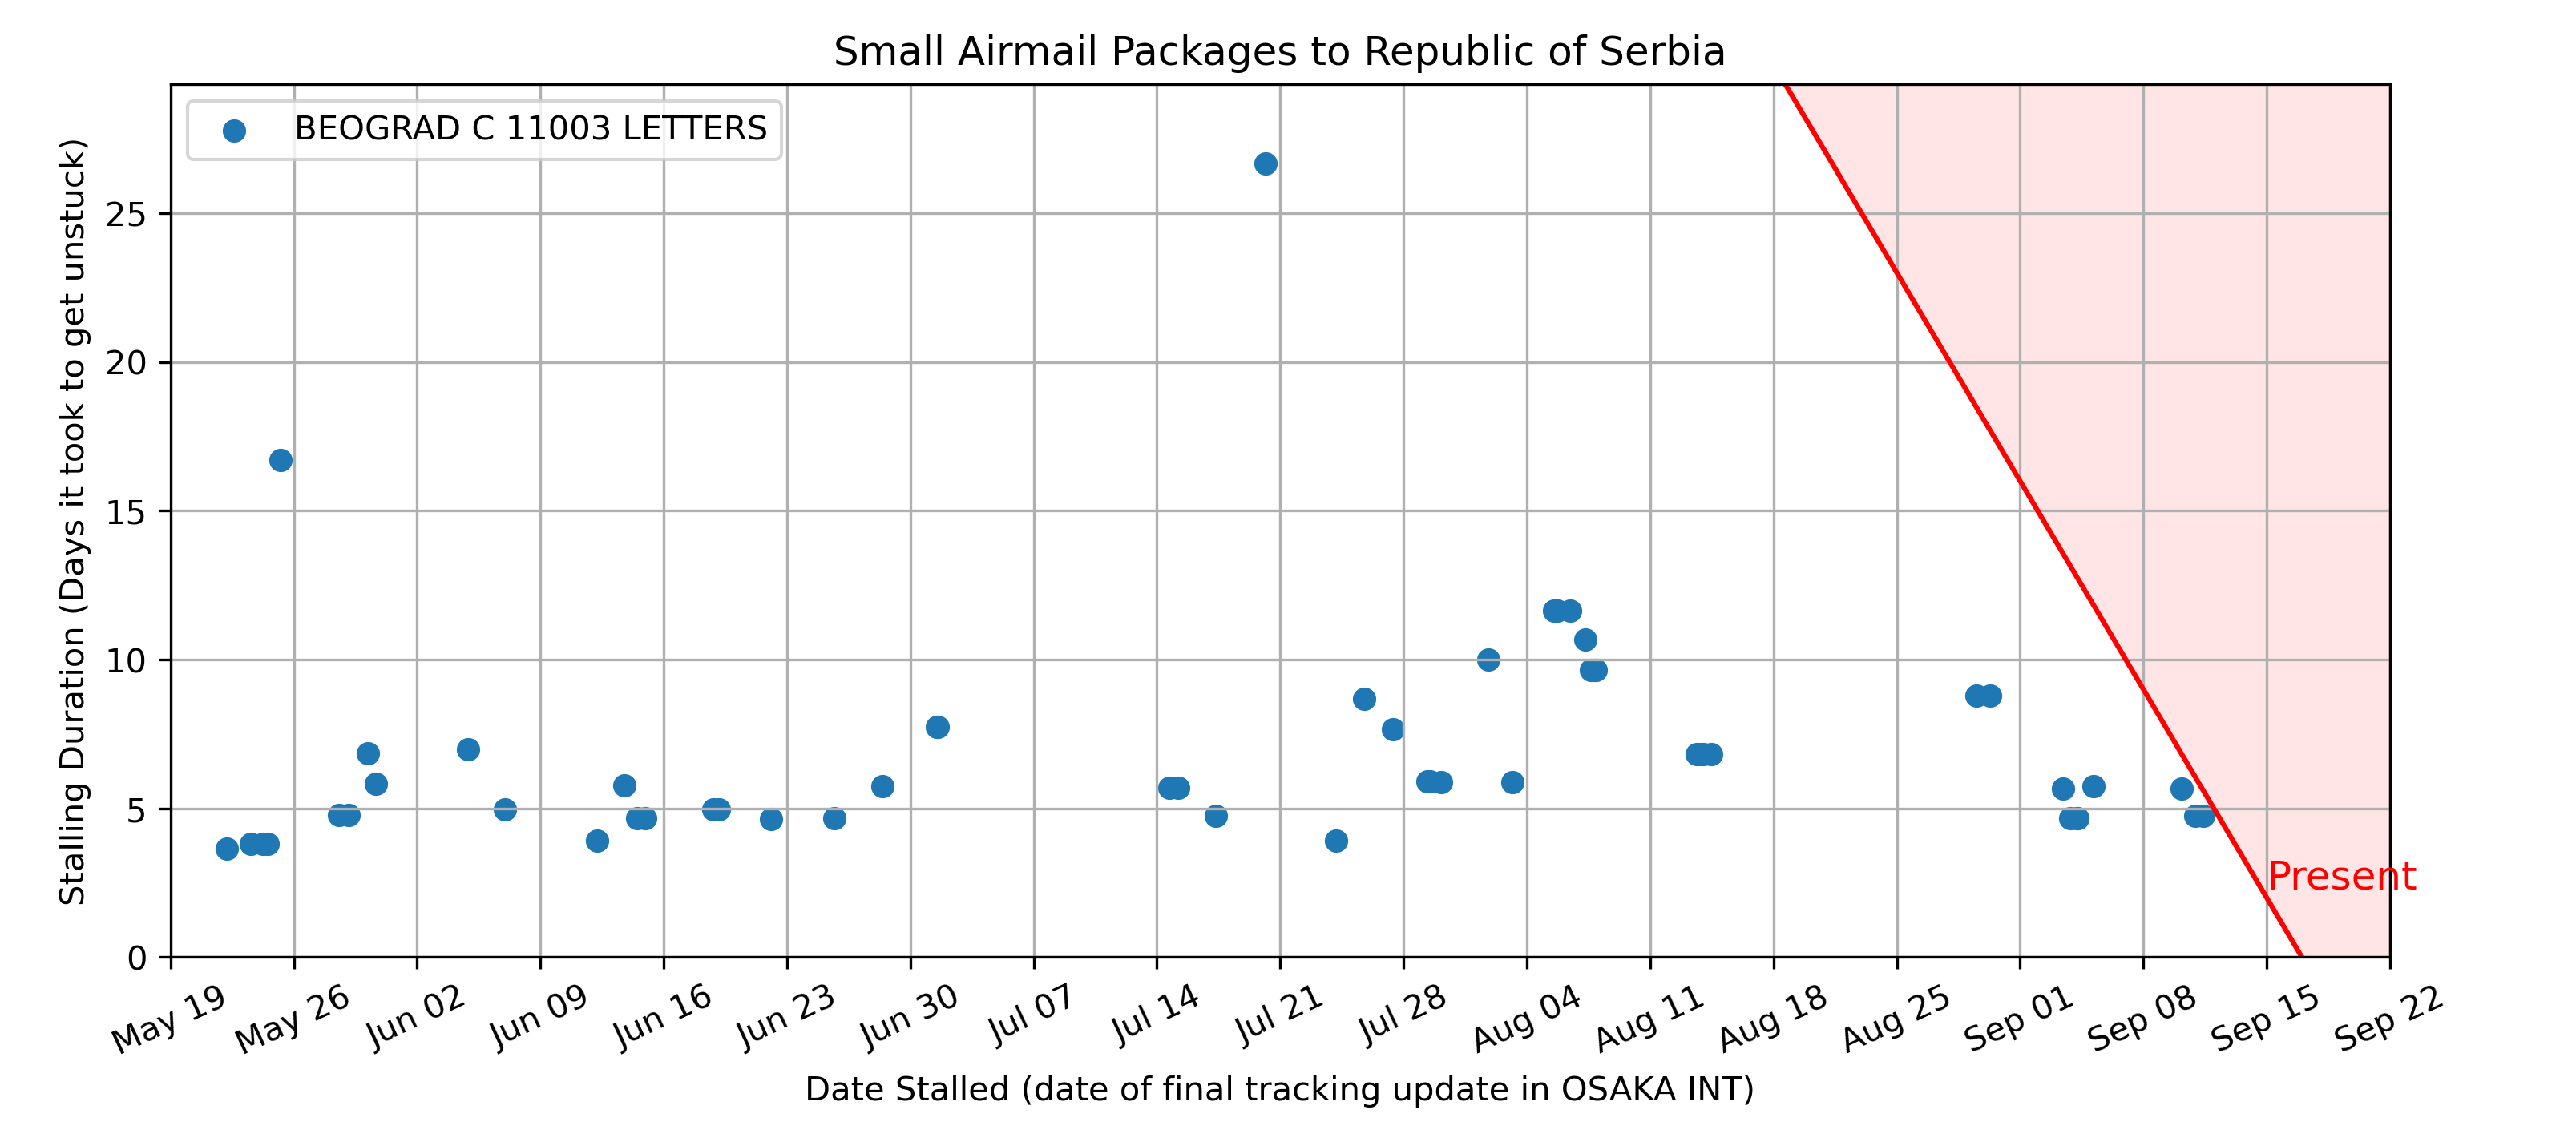 Small Airmail Packages to Republic of Serbia
BEOGRAD C 11003 LETTERS
Stalling Duration (Days it took to get unstuck)
25
20
15
10
5
0
Present
May 19
May 26
Jun 02
Jun 09
Jun 16
Jun 23
Jun 30
Jul 07
Jul 14
Jul 21
Jul 28
Aug 04
Aug 11
Aug 18
Aug 25
Sep 01
Sep 08
Sep 15
Sep 22
Date Stalled (date of final tracking update in OSAKA INT)